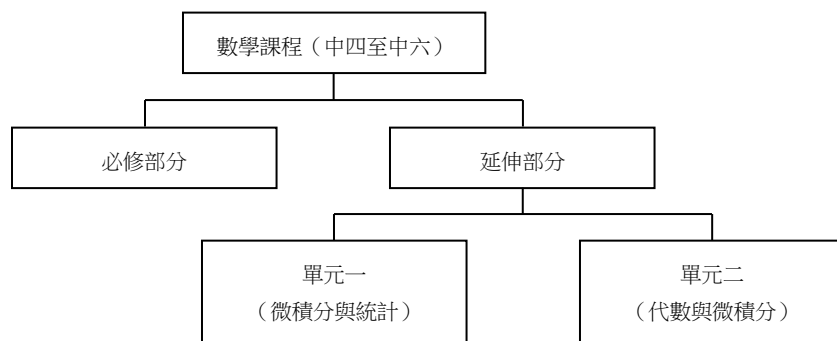 數學課程（中四至中六）
必修部分
延伸部分
單元一
（微積分與統計）
單元二
（代數與微積分）